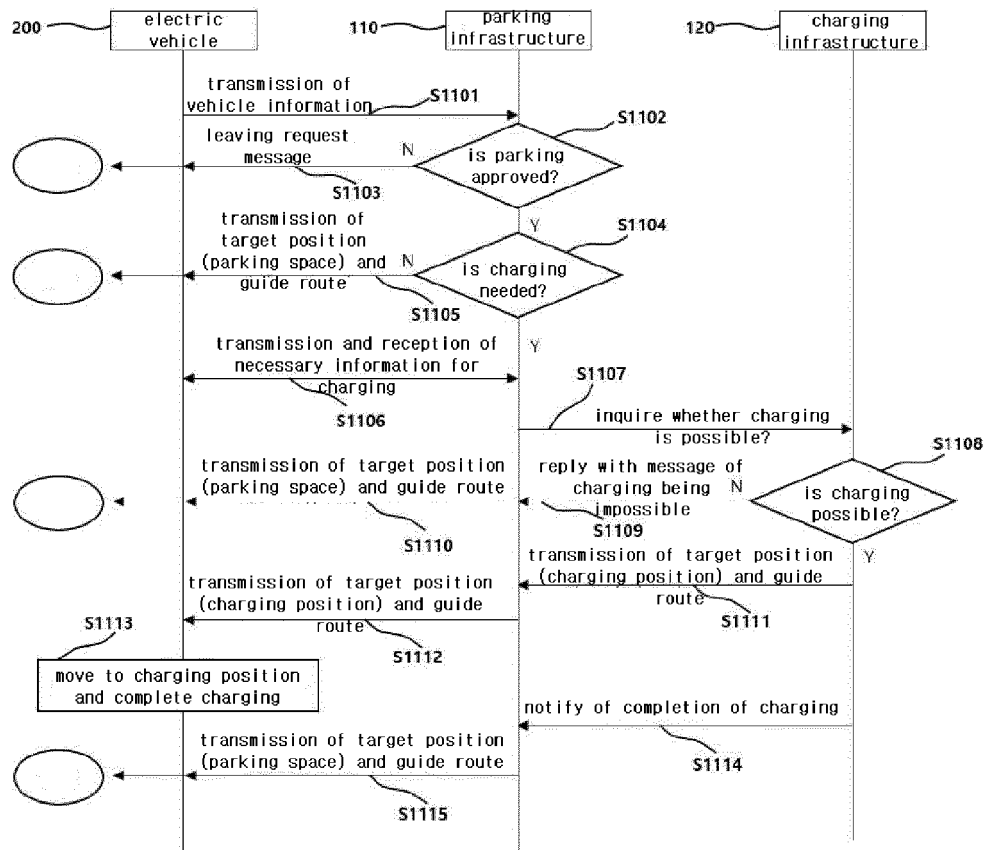 200
electric
vehicle
110
parking
infrastructure
120
charging
infrastructure
transmission of
vehicle information
S1101
S1102
leaving request
message
N
is parking
approved?
S1103
Y
transmission of
target position
(parking space) and
guide route
S1104
N
is charging
needed?
S1105
Y
transmission and reception of
necessary information for
charging
S1106
S1107
inquire whether charging
is possible?
S1108
transmission of target position
(parking space) and guide route
reply with message of
charging being
impossible
N
is charging
possible?
S1109
S1110
Y
transmission of target position
(charging position) and guide
route
S1111
transmission of target position
(charging position) and guide
route
S1112
S1113
move to charging position
and complete charging
notify of completion of charging
S1114
transmission of target position
(parking space) and guide route
S1115